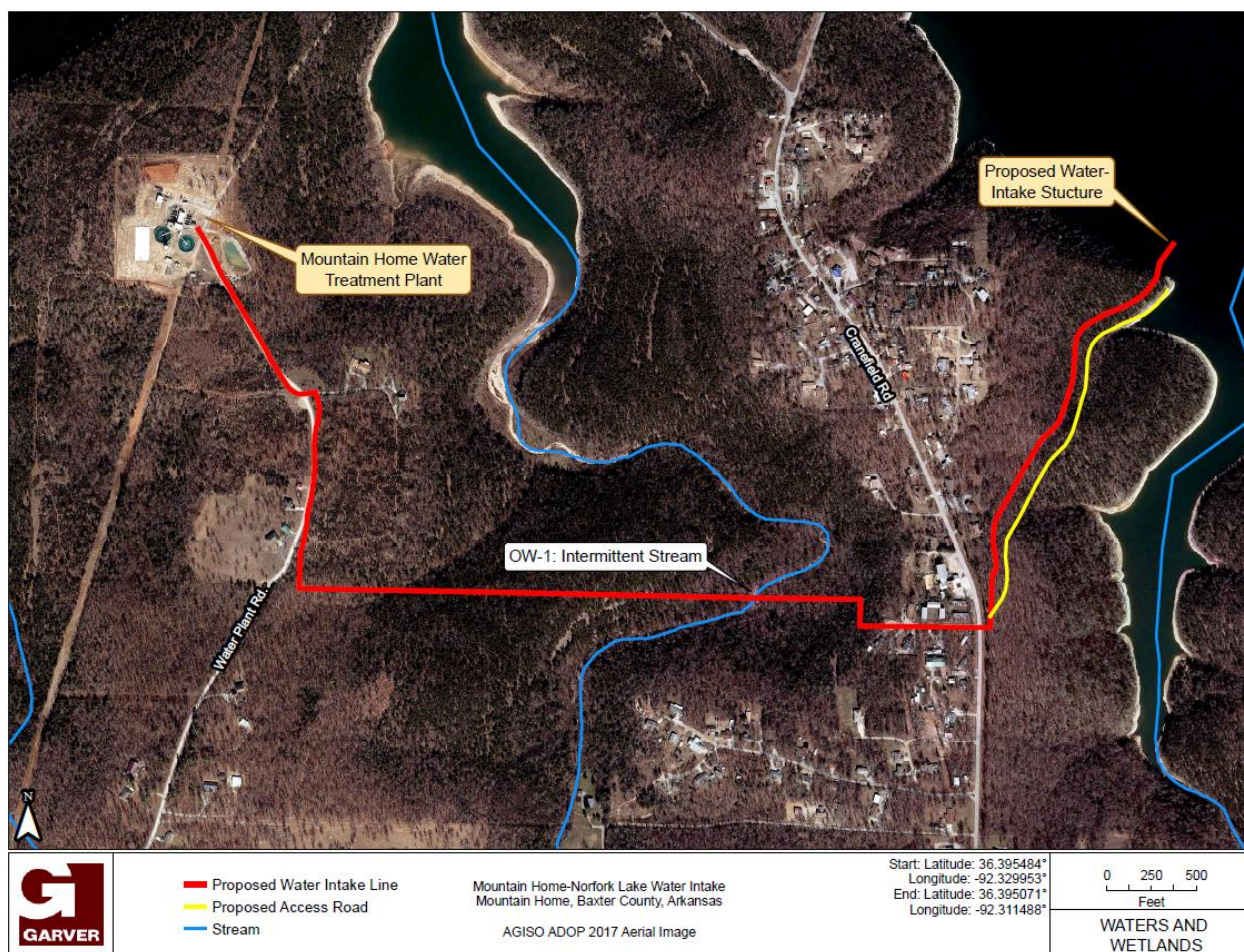 Proposed Water-
Intake Stucture
Mountain Home Water
Treatment Plant
Cranefield Rd
OW-1: Intermittent Stream
Water Plant Rd.
N
G
GARVER
Proposed Water Intake Line
Proposed Access Road
Stream
Mountain Home-Norfork Lake Water Intake
Mountain Home, Baxter County, Arkansas
AGISO ADOP 2017 Aerial Image
Start: Latitude: 36.395484°
Longitude: -92.329953°
End: Latitude: 36.395071°
Longitude: -92.311488°
0 250 500
Feet
WATERS AND
WETLANDS